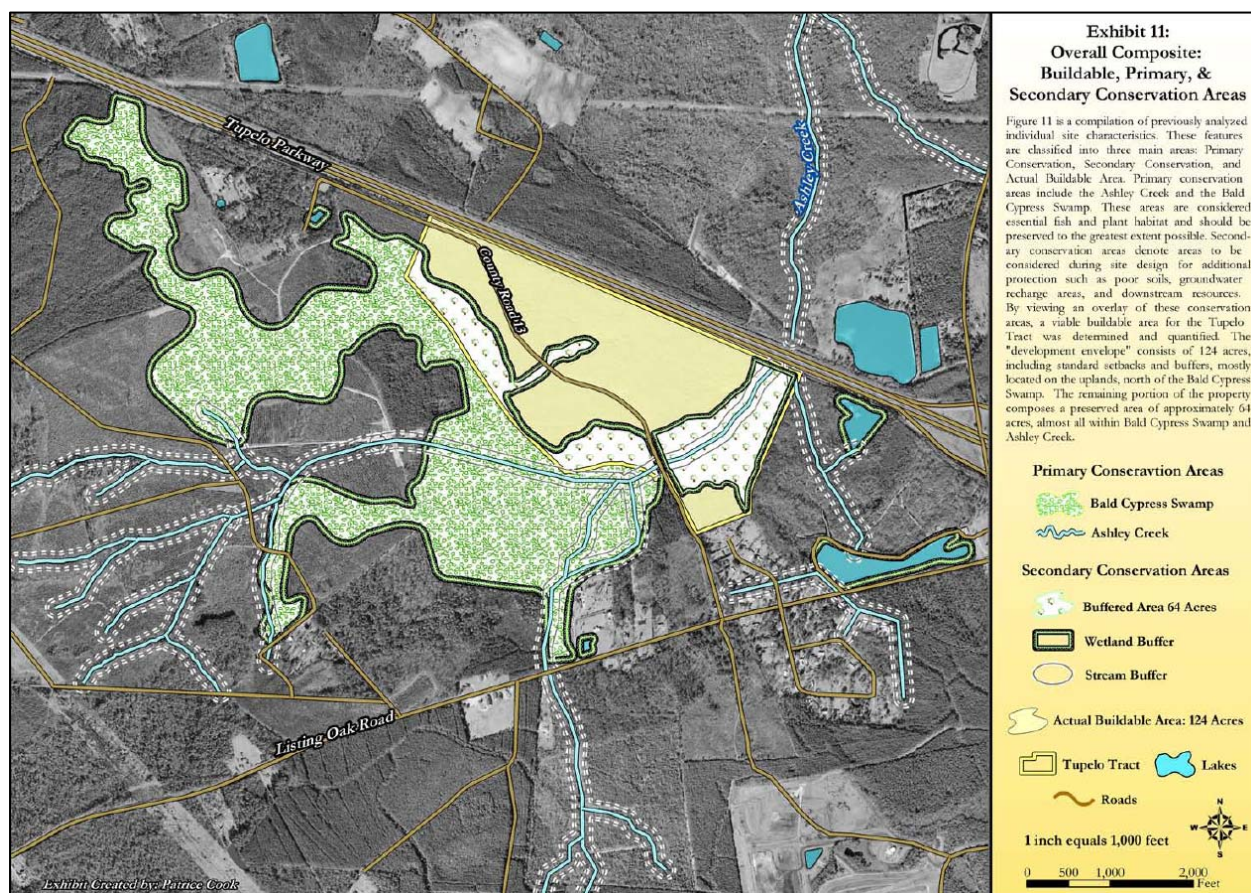 Exhibit 11:
Overall Composite:
Buildable, Primary, &
Secondary Conservation Areas
Figure 11 is a compilation of previously analyzed
individual site characteristics. These features
are classified into three main areas: Primary
Conservation, Secondary Conservation, and
Actual Buildable Area. Primary conservation
areas include the Ashley Creek and the Bald
Cypress Swamp. These areas are considered
essential fish and plant habitat and should be
preserved to the greatest extent possible. Second-
ary conservation areas denote areas to be
considered during site design for additional
protection such as poor soils, groundwater
recharge areas, and downstream resources.
By viewing an overlay of these conservation
areas, a viable buildable area for the Tupelo
Tract was determined and quantified. The
"development envelope" consists of 124 acres,
including standard setbacks and buffers, mostly
located on the uplands, north of the Bald Cypress
Swamp. The remaining portion of the property
composes a preserved area of approximately 64
acres, almost all within Bald Cypress Swamp and
Ashley Creek.
Primary Conseravtion Areas
Bald Cypress Swamp
Ashley Creek
Secondary Conservation Areas
Buffered Area 64 Acres
Wetland Buffer
Stream Buffer
Actual Buildable Area: 124 Acres
Tupelo Tract
Lakes
Roads
N
W E
S
1 inch equals 1,000 feet
0 500 1,000 2,000
Feet
Tupelo Parkway
Ashley Creek
County Road 13
Listing Oak Road
Exhibit Created by: Patrice Cook